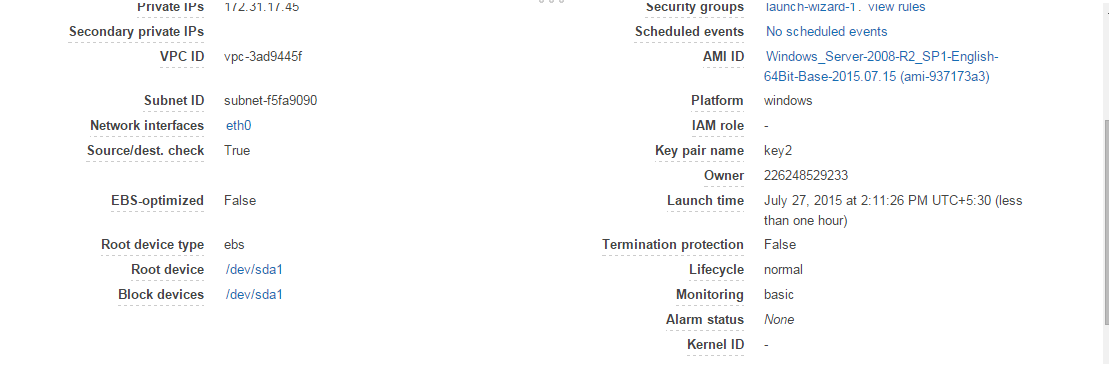 Private IPs 172.31.17.45
Secondary private IPs
VPC ID vpc-3ad9445f
Subnet ID subnet-f5fa9090
Network interfaces eth0
Source/dest. check True
EBS-optimized False
Root device type ebs
Root device /dev/sda1
Block devices /dev/sda1
Security groups launch-wizard-1. view rules
Scheduled events No scheduled events
AMI ID Windows_Server-2008-R2_SP1-English-
64Bit-Base-2015.07.15 (ami-937173a3)
Platform windows
IAM role -
Key pair name key2
Owner 226248529233
Launch time July 27, 2015 at 2:11:26 PM UTC+5:30 (less
than one hour)
Termination protection False
Lifecycle normal
Monitoring basic
Alarm status None
Kernel ID -